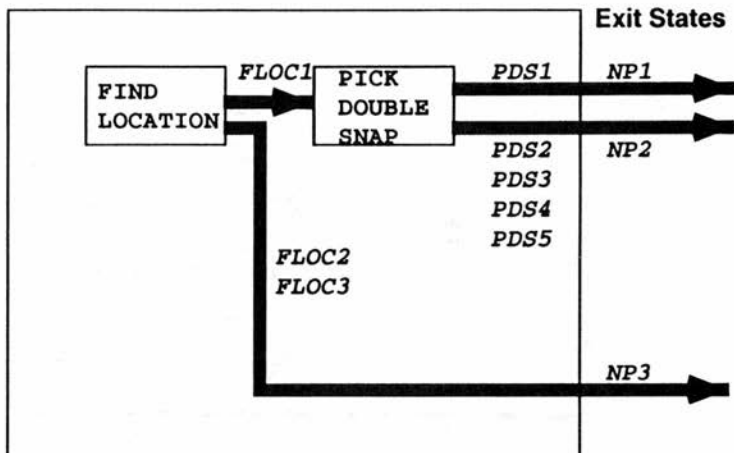 Exit States
FLOC1
PDS1
NP1
FIND
LOCATION
PICK
DOUBLE
SNAP
PDS2
NP2
PDS3
PDS4
PDS5
FLOC2
FLOC3
NP3